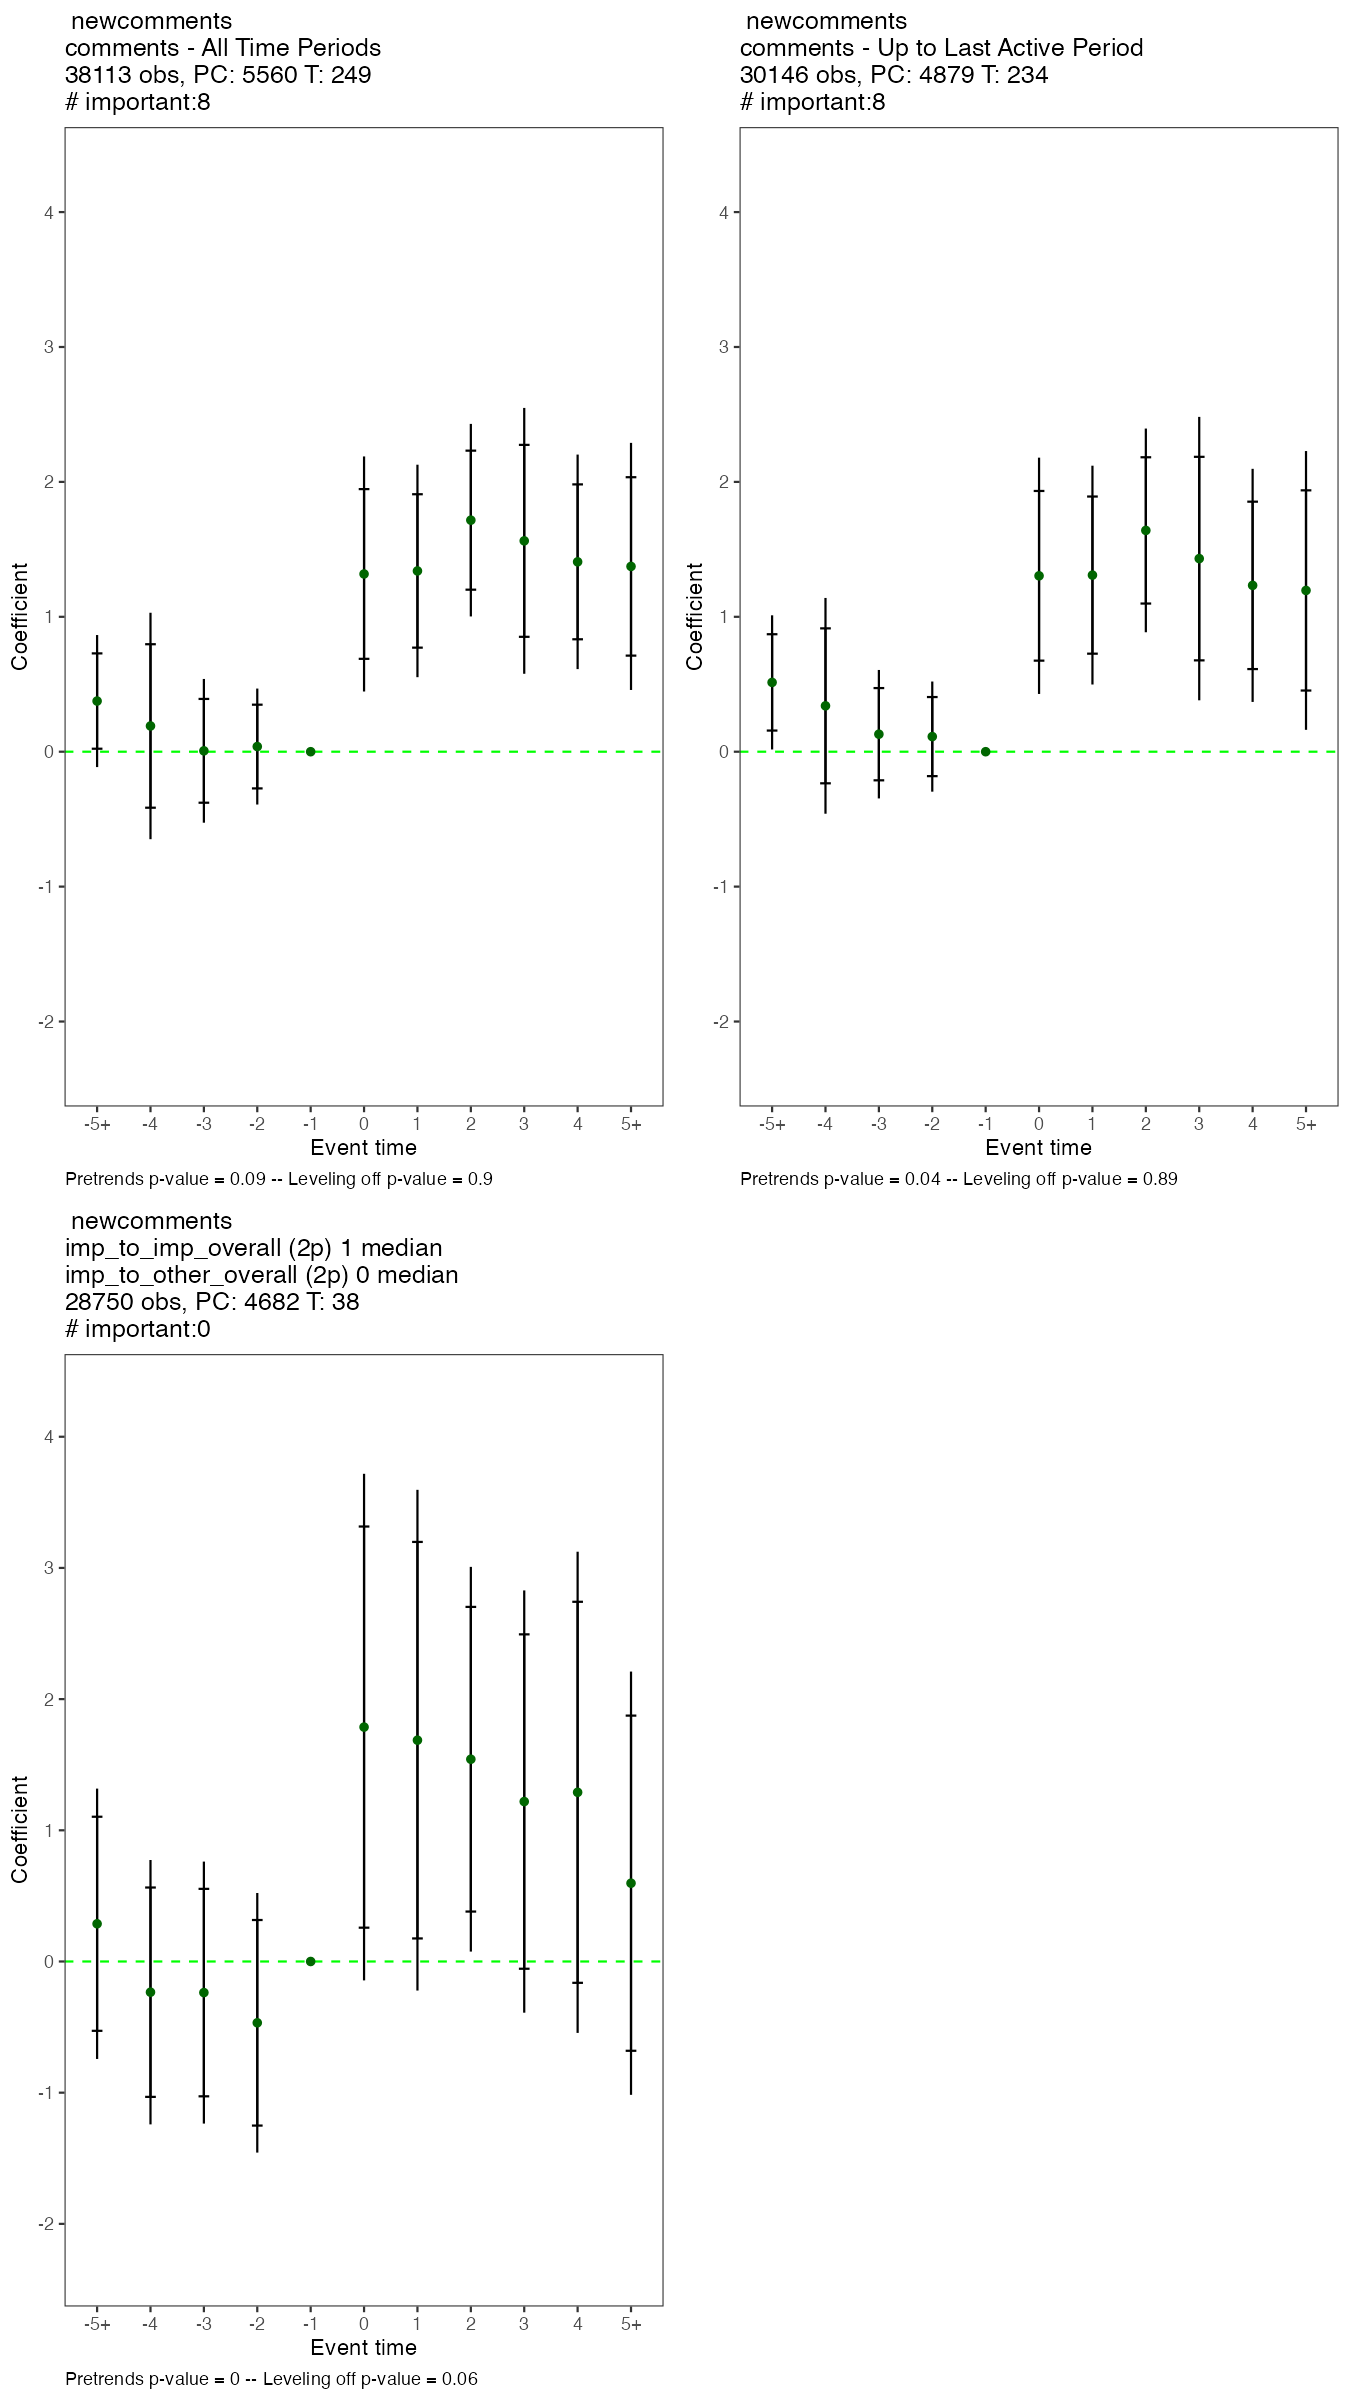 newcomments
comments - All Time Periods
38113 obs, PC: 5560 T: 249
# important:8
4
3
2
1
0
-1
-2
Coefficient
-5+ -4 -3 -2 -1 0 1 2 3 4 5+
Event time
Pretrends p-value = 0.09 -- Leveling off p-value = 0.9
newcomments
comments - Up to Last Active Period
30146 obs, PC: 4879 T: 234
# important:8
4
3
2
1
0
-1
-2
Coefficient
-5+ -4 -3 -2 -1 0 1 2 3 4 5+
Event time
Pretrends p-value = 0.04 -- Leveling off p-value = 0.89
newcomments
imp_to_imp_overall (2p) 1 median
imp_to_other_overall (2p) 0 median
28750 obs, PC: 4682 T: 38
# important:0
4
3
2
1
0
-1
-2
Coefficient
-5+ -4 -3 -2 -1 0 1 2 3 4 5+
Event time
Pretrends p-value = 0 -- Leveling off p-value = 0.06